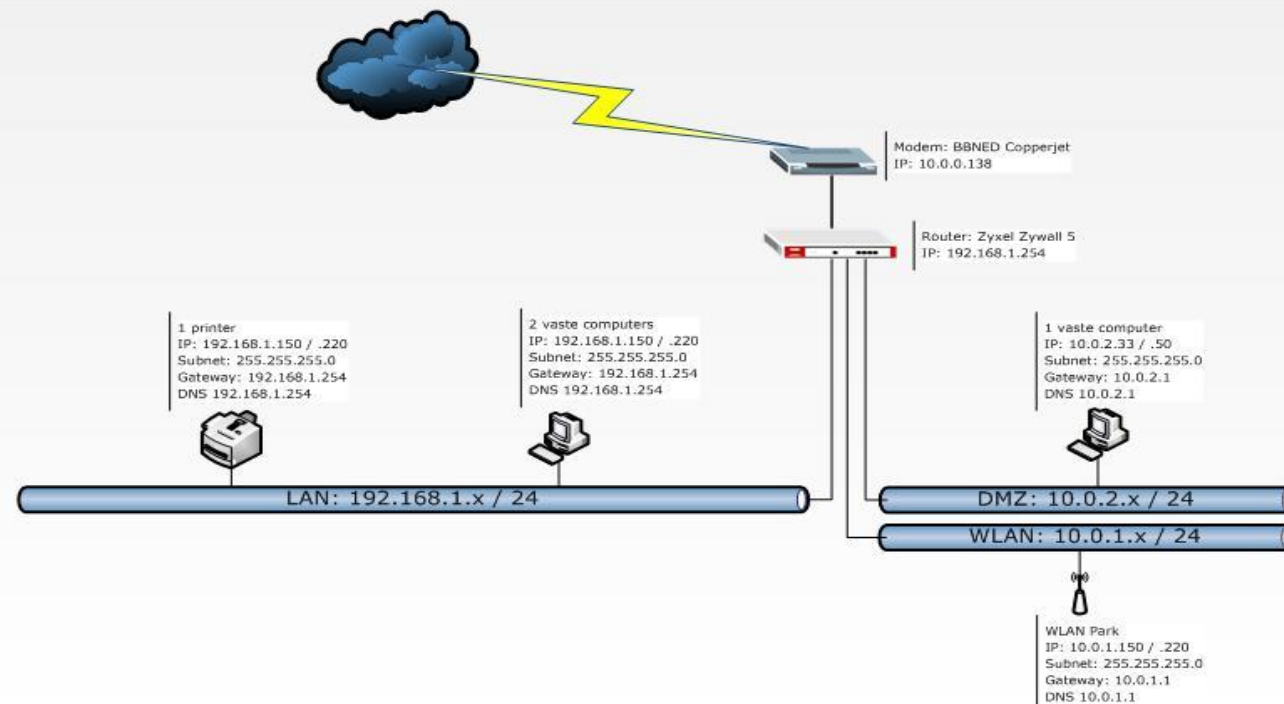 Modem: BBNED Copperjet
IP: 10.0.0.138
Router: Zyxel Zywall 5
IP: 192.168.1.254
1 printer
IP: 192.168.1.150 / .220
Subnet: 255.255.255.0
Gateway: 192.168.1.254
DNS 192.168.1.254
2 vaste computers
IP: 192.168.1.150 / .220
Subnet: 255.255.255.0
Gateway: 192.168.1.254
DNS 192.168.1.254
1 vaste computer
IP: 10.0.2.33 / .50
Subnet: 255.255.255.0
Gateway: 10.0.2.1
DNS 10.0.2.1
LAN: 192.168.1.x / 24
DMZ: 10.0.2.x / 24
WLAN: 10.0.1.x / 24
WLAN Park
IP: 10.0.1.150 / .220
Subnet: 255.255.255.0
Gateway: 10.0.1.1
DNS 10.0.1.1